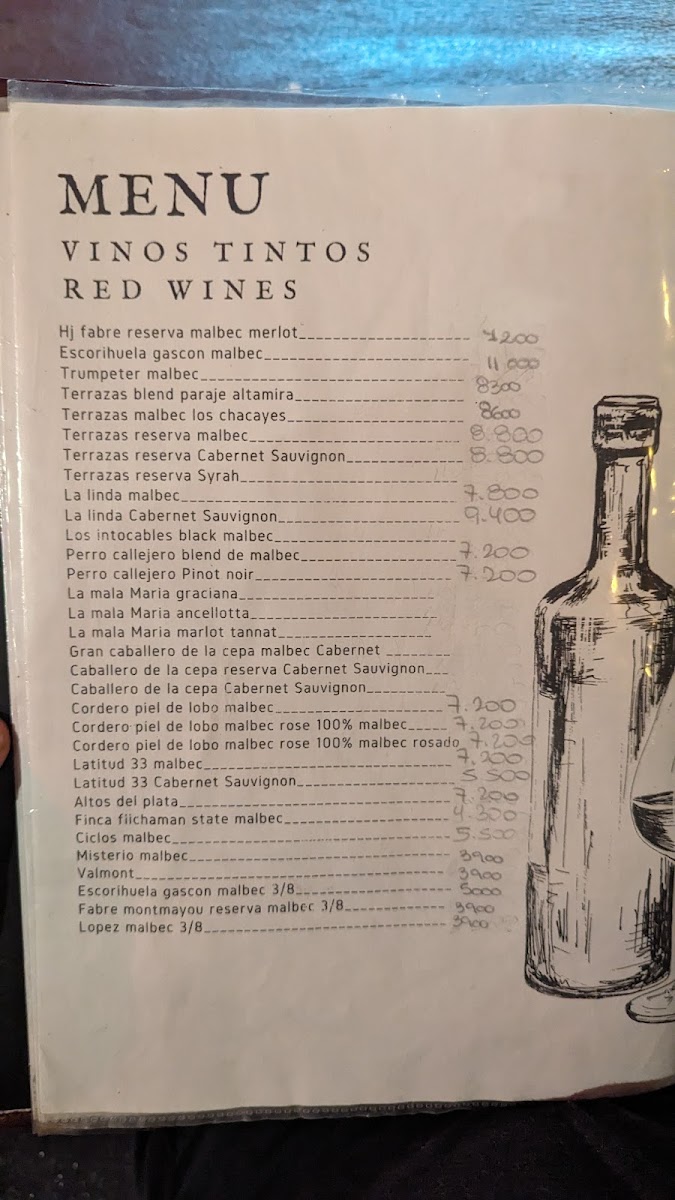 MENU
VINOS TINTOS
RED WINES
Hj fabre reserva malbec merlot 7200
Escorihuela gascon malbec 11 000
Trumpeter malbec 8300
Terrazas blend paraje altamira
Terrazas malbec los chacayes 8600
Terrazas reserva malbec 8.800
Terrazas reserva Cabernet Sauvignon 8.800
Terrazas reserva Syrah
La linda malbec 7.800
La linda Cabernet Sauvignon 9.400
Los intocables black malbec
Perro callejero blend de malbec 7.200
Perro callejero Pinot noir 7.200
La mala Maria graciana
La mala Maria ancellotta
La mala Maria marlot tannat
Gran caballero de la cepa malbec Cabernet
Caballero de la cepa reserva Cabernet Sauvignon
Caballero de la cepa Cabernet Sauvignon
Cordero piel de lobo malbec 7.200
Cordero piel de lobo malbec rose 100% malbec 7.200
Cordero piel de lobo malbec rose 100% malbec rosado 7.200
Latitud 33 malbec 7.200
Latitud 33 Cabernet Sauvignon 5.500
Altos del plata 7.200
Finca fiichaman state malbec 4.300
Ciclos malbec 5.500
Misterio malbec 3900
Valmont 3900
Escorihuela gascon malbec 3/8 5000
Fabre montmayou reserva malbec 3/8 3900
Lopez malbec 3/8 3900